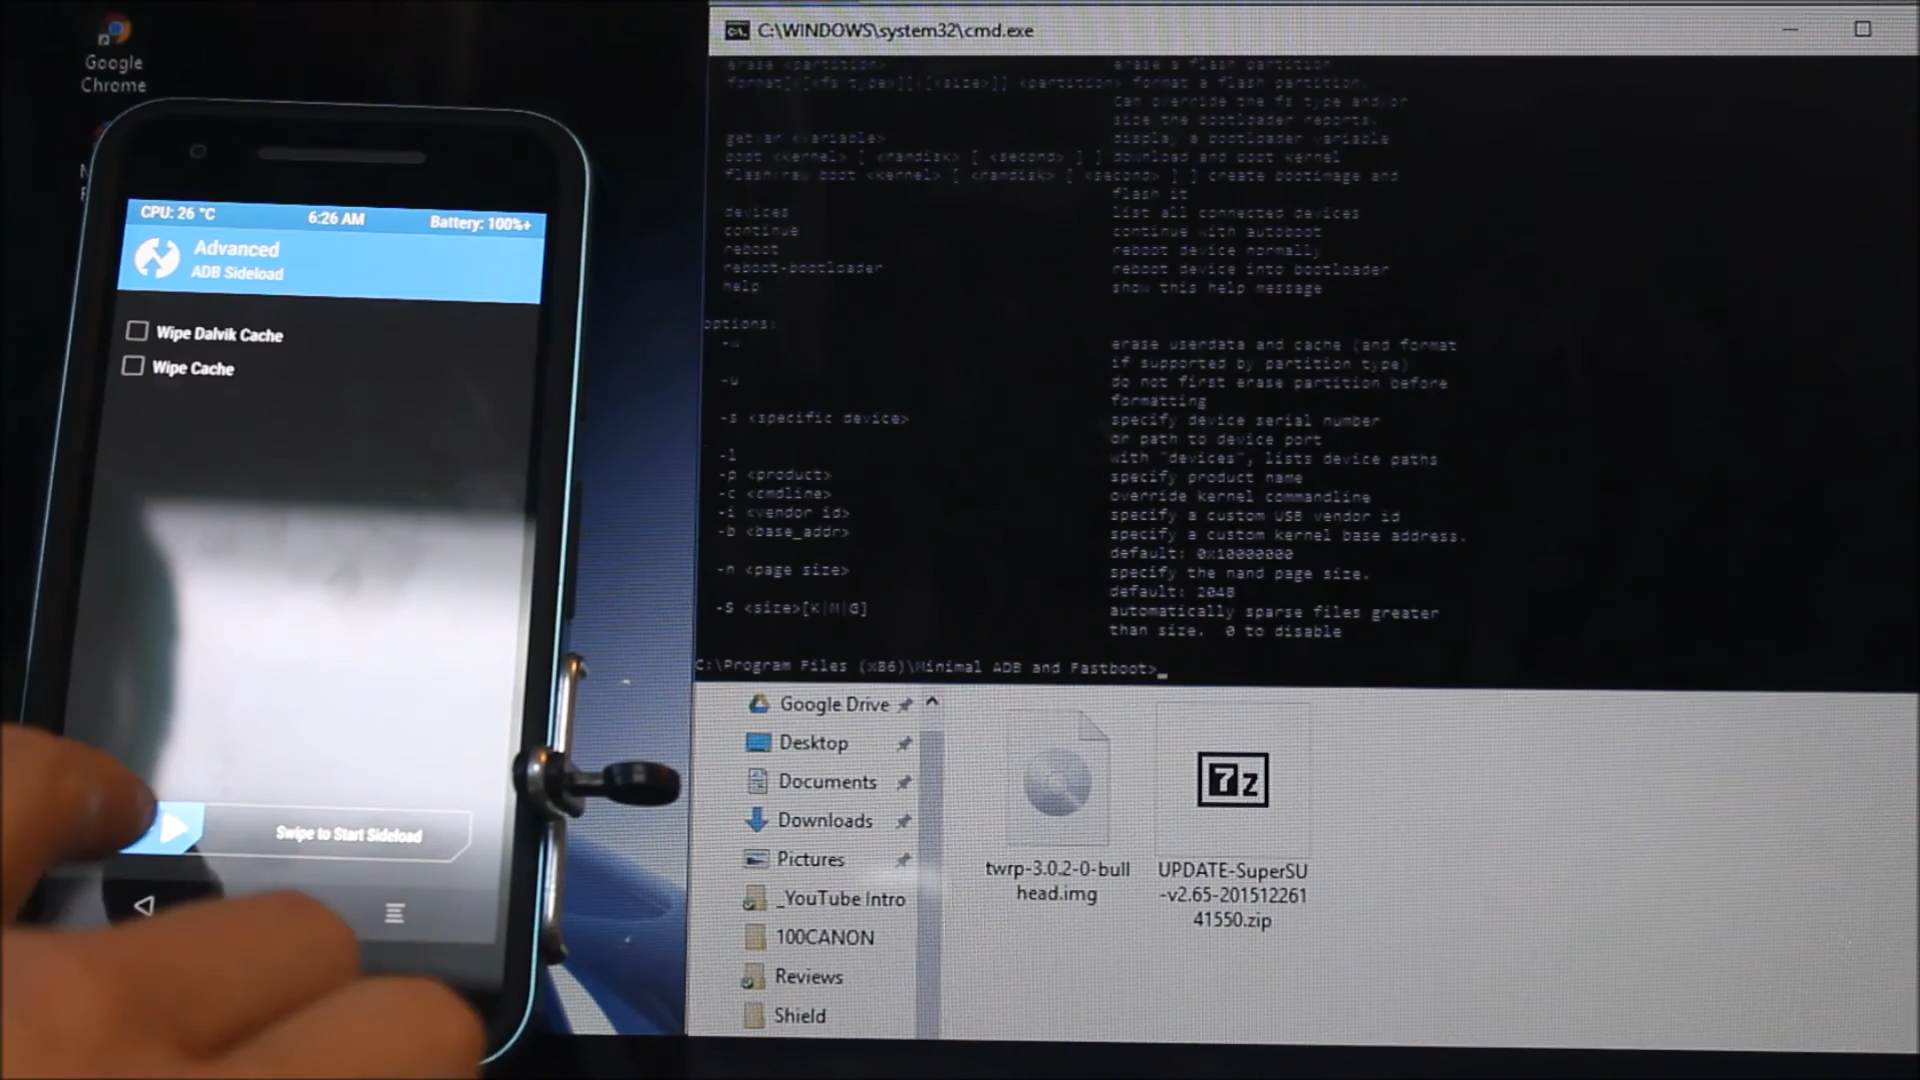 Google
Chrome
CPU: 26 °C
6:26 AM
Battery: 100%+
Advanced
ADB Sideload
Wipe Dalvik Cache
Wipe Cache
Swipe to Start Sideload
C:\WINDOWS\system32\cmd.exe
erase <partition> erase a flash partition
format[:[<fs type>][:[<size>]] <partition> format a flash partition.
Can override the fs type and/or
size the bootloader reports.
getvar <variable> display a bootloader variable
boot <kernel> [ <ramdisk> [ <second> ] ] download and boot kernel
flash:raw boot <kernel> [ <ramdisk> [ <second> ] ] create bootimage and
flash it
devices list all connected devices
continue continue with autoboot
reboot reboot device normally
reboot-bootloader reboot device into bootloader
help show this help message
options:
-w erase userdata and cache (and format
if supported by partition type)
-u do not first erase partition before
formatting
-s <specific device> specify device serial number
or path to device port
-l with "devices", lists device paths
-p <product> specify product name
-c <cmdline> override kernel commandline
-i <vendor id> specify a custom USB vendor id
-b <base_addr> specify a custom kernel base address.
default: 0x10000000
-n <page size> specify the nand page size.
default: 2048
-S <size>[K|M|G] automatically sparse files greater
than size. 0 to disable
C:\Program Files (x86)\Minimal ADB and Fastboot>_
Google Drive
Desktop
Documents
Downloads
Pictures
_YouTube Intro
100CANON
Reviews
Shield
7z
twrp-3.0.2-0-bull
head.img
UPDATE-SuperSU
-v2.65-201512261
41550.zip